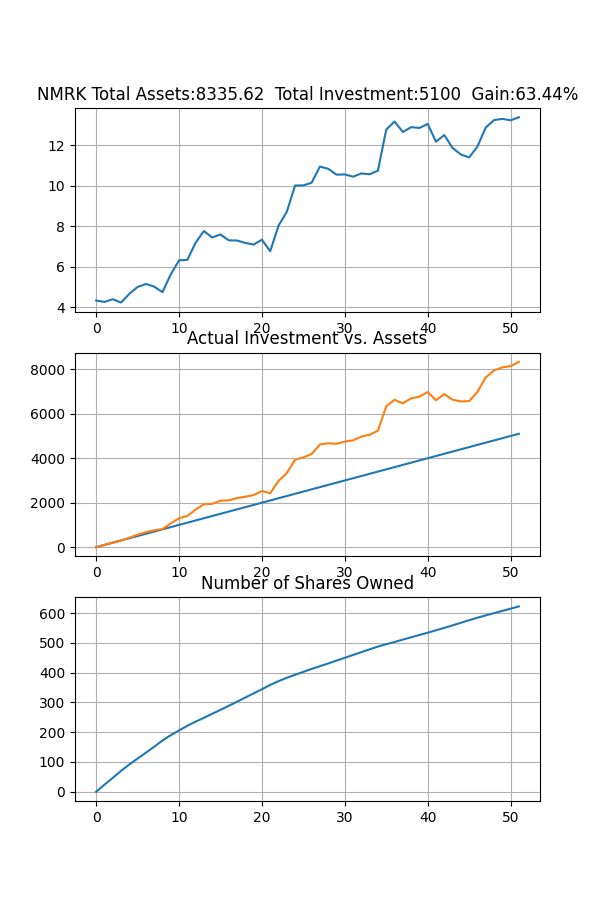 NMRK Total Assets:8335.62  Total Investment:5100  Gain:63.44%
12
10
8
6
4
0 10 20 30 40 50
Actual Investment vs. Assets
8000
6000
4000
2000
0
0 10 20 30 40 50
Number of Shares Owned
600
500
400
300
200
100
0
0 10 20 30 40 50